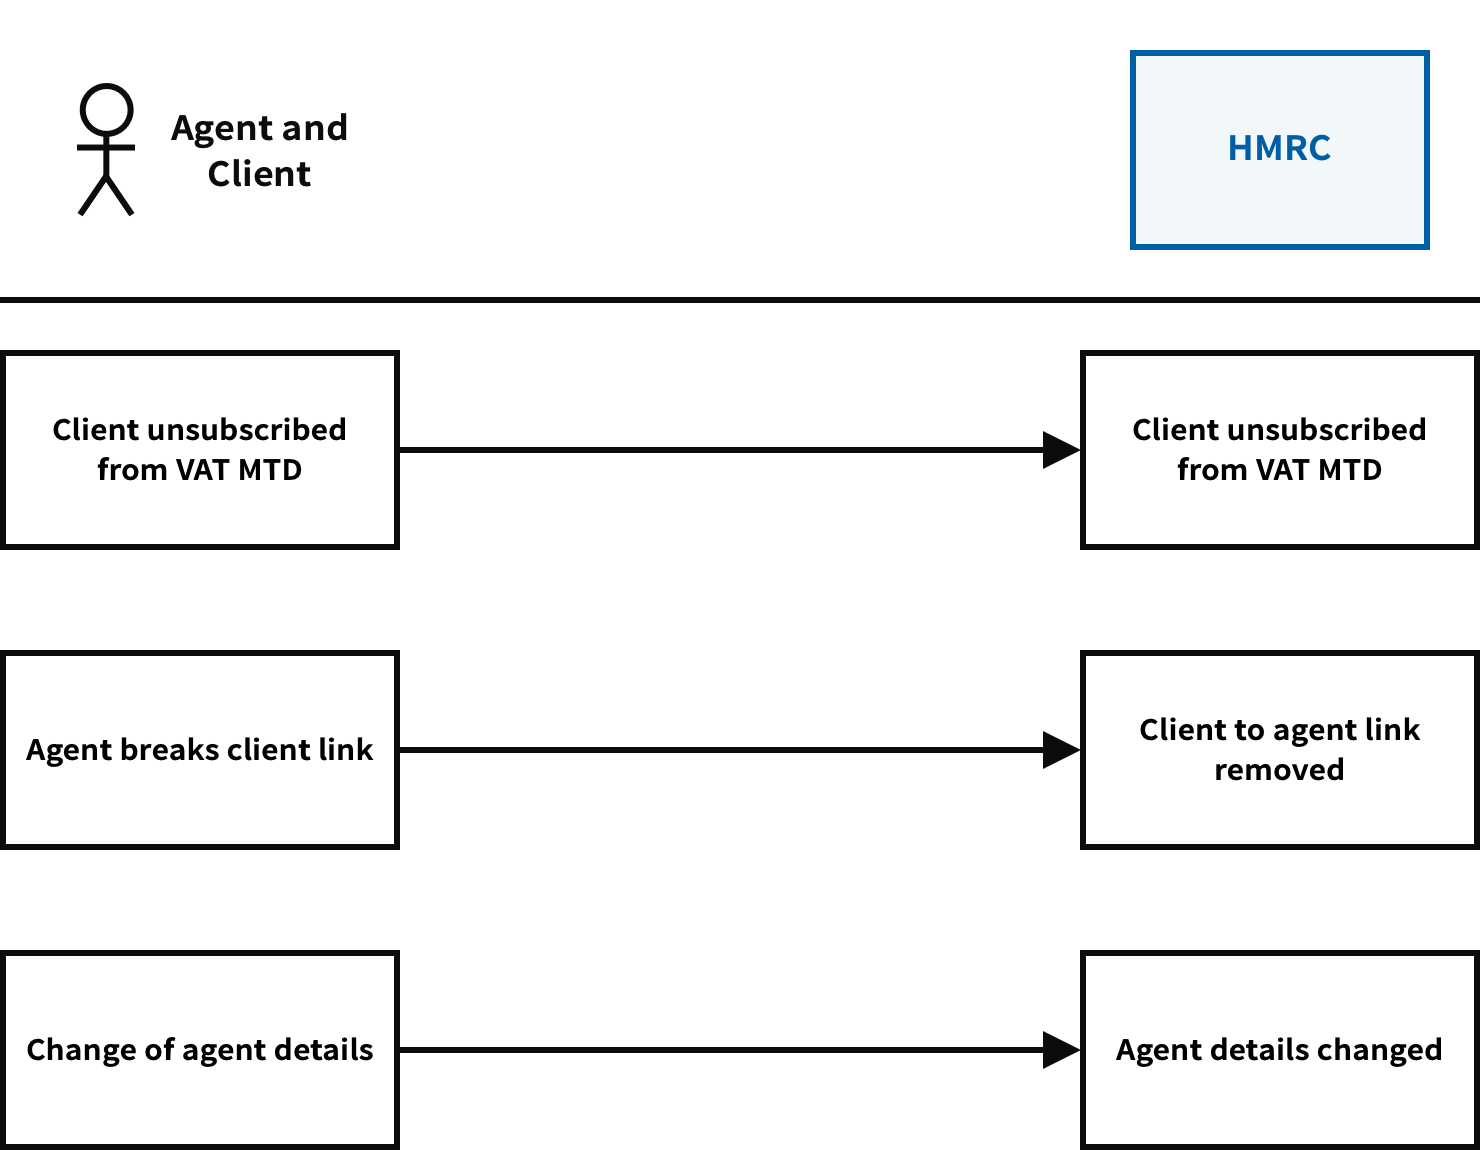 Agent and
Client
HMRC
Client unsubscribed
from VAT MTD
Client unsubscribed
from VAT MTD
Agent breaks client link
Client to agent link
removed
Change of agent details
Agent details changed